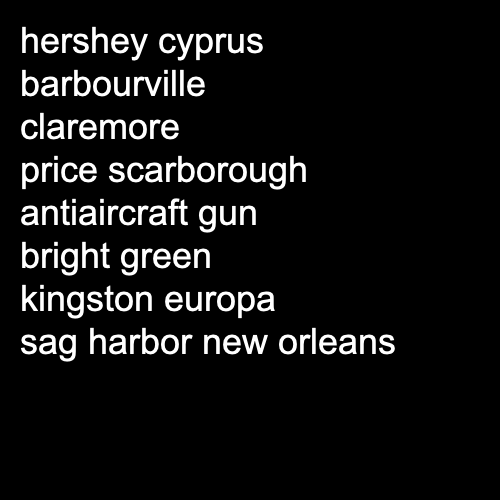 hershey cyprus
barbourville
claremore
price scarborough
antiaircraft gun
bright green
kingston europa
sag harbor new orleans